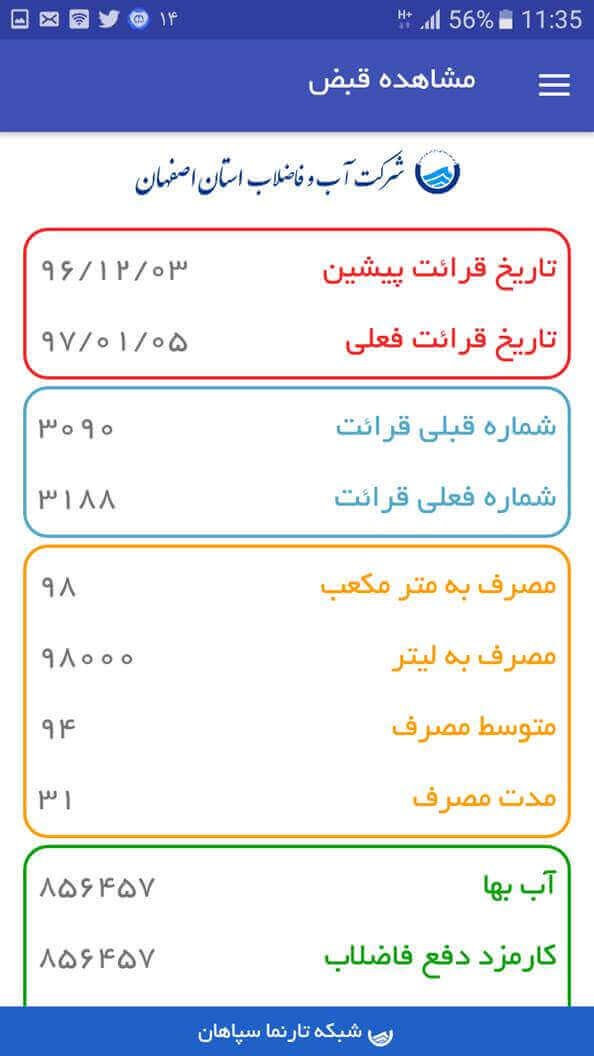 ۱۴ H+ 56% 11:35
مشاهده قبض
شرکت آب و فاضلاب استان اصفهان
تاریخ قرائت پیشین ۹۶/۱۲/۰۳
تاریخ قرائت فعلی ۹۷/۰۱/۰۵
شماره قبلی قرائت ۳۰۹۰
شماره فعلی قرائت ۳۱۸۸
مصرف به متر مکعب ۹۸
مصرف به لیتر ۹۸۰۰۰
متوسط مصرف ۹۴
مدت مصرف ۳۱
آب بها ۸۵۶۴۵۷
کارمزد دفع فاضلاب ۸۵۶۴۵۷
شبکه تارنما سپاهان